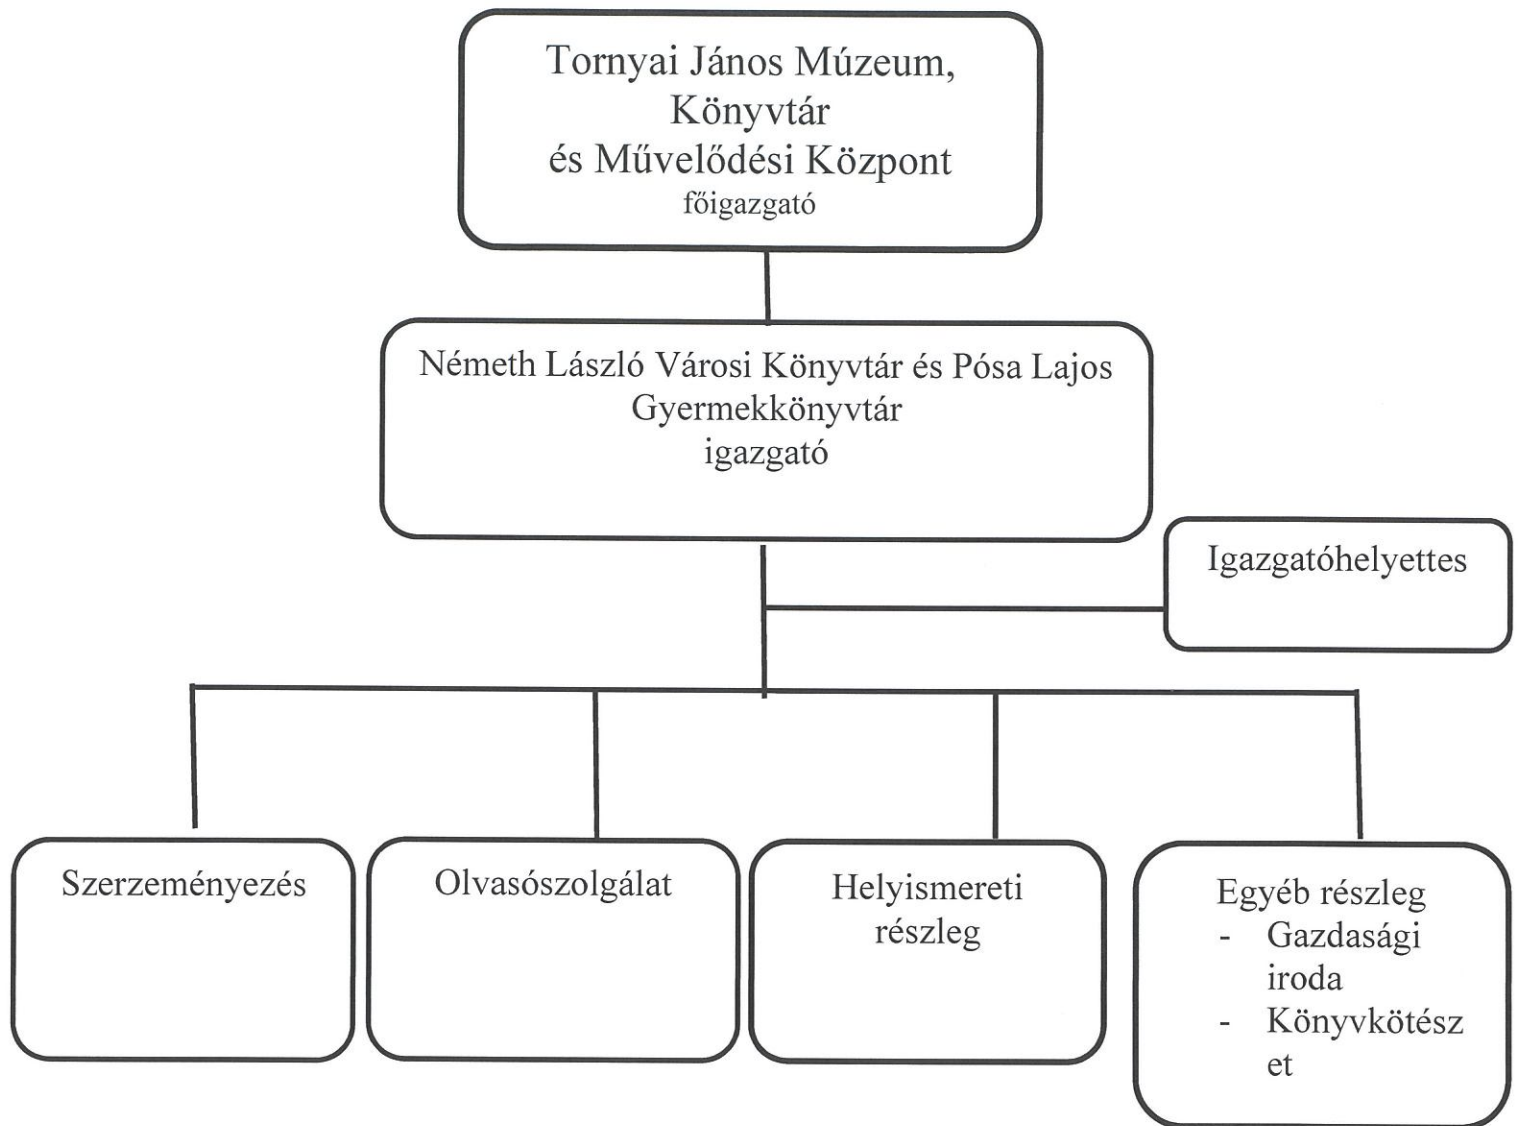 Tornyai János Múzeum,
Könyvtár
és Művelődési Központ
főigazgató
Németh László Városi Könyvtár és Pósa Lajos
Gyermekkönyvtár
igazgató
Igazgatóhelyettes
Szerzeményezés
Olvasószolgálat
Helyismereti
részleg
Egyéb részleg
- Gazdasági
iroda
- Könyvkötész
et